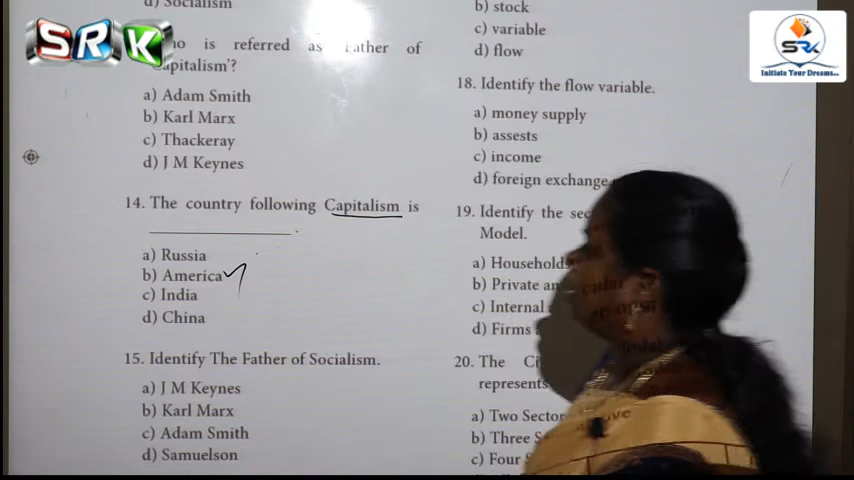 SRK
SRK
Initiate Your Dreams...
d) Socialism
is referred as Father of
Capitalism'?
a) Adam Smith
b) Karl Marx
c) Thackeray
d) J M Keynes
14. The country following Capitalism is
____________ .
a) Russia
b) America
c) India
d) China
15. Identify The Father of Socialism.
a) J M Keynes
b) Karl Marx
c) Adam Smith
d) Samuelson
b) stock
c) variable
d) flow
18. Identify the flow variable.
a) money supply
b) assests
c) income
d) foreign exchange
19. Identify the
Model.
a) Households
b) Private
c) Internal
d) Firms
20. The
represents
a) Two Sector
b) Three
c) Four